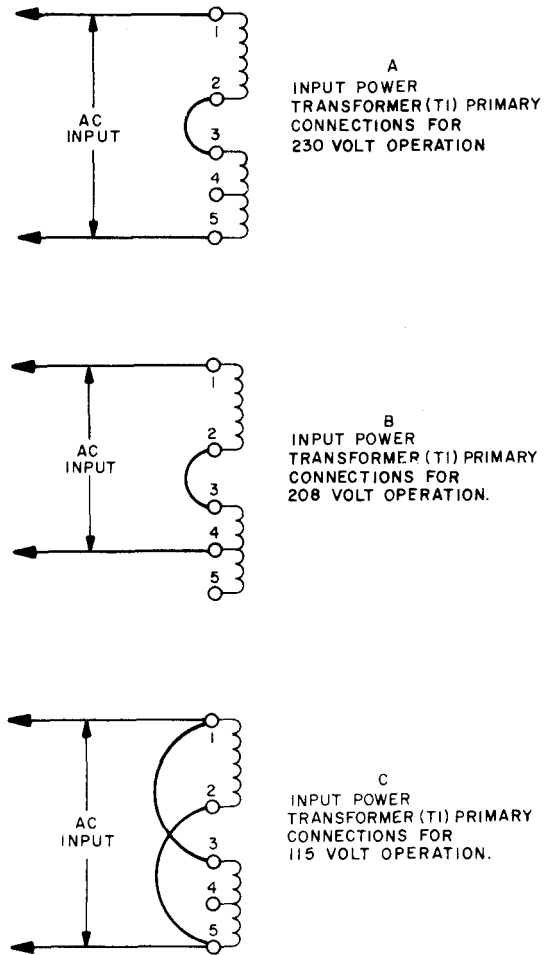 1
2
3
4
5
AC
INPUT
A
INPUT POWER
TRANSFORMER (T1) PRIMARY
CONNECTIONS FOR
230 VOLT OPERATION
1
2
3
4
5
AC
INPUT
B
INPUT POWER
TRANSFORMER (T1) PRIMARY
CONNECTIONS FOR
208 VOLT OPERATION.
1
2
3
4
5
AC
INPUT
C
INPUT POWER
TRANSFORMER (T1) PRIMARY
CONNECTIONS FOR
115 VOLT OPERATION.